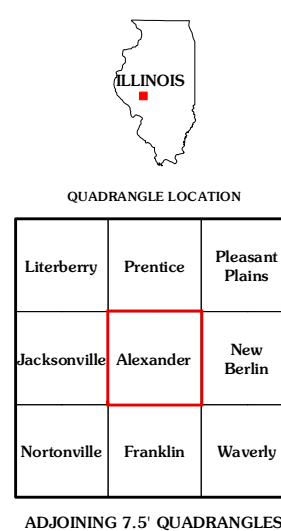 ILLINOIS
QUADRANGLE LOCATION
Literberry
Prentice
Pleasant
Plains
Jacksonville
Alexander
New
Berlin
Nortonville
Franklin
Waverly
ADJOINING 7.5' QUADRANGLES